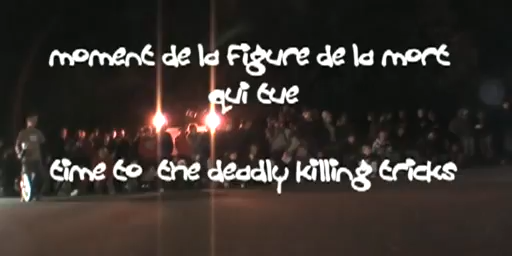 moment de la figure de la mort
qui tue
time to the deadly killing tricks